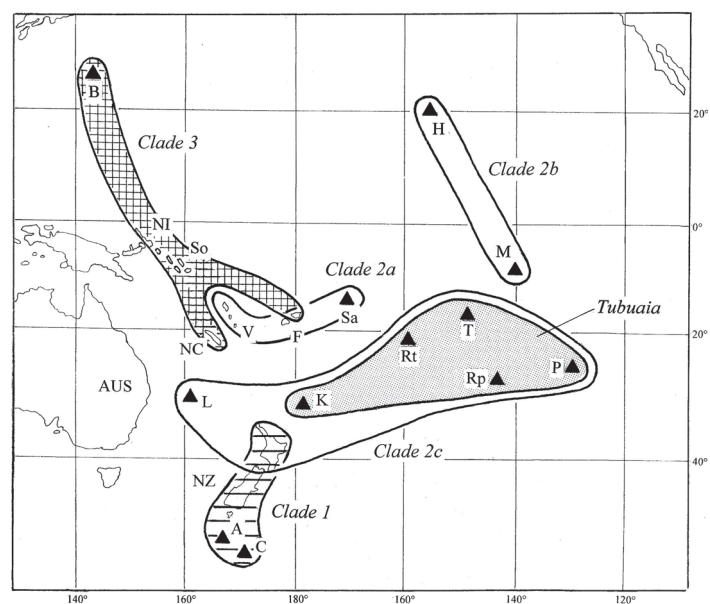 B
Clade 3
H
20°
Clade 2b
NI
0°
So
M
Clade 2a
Tubuaia
Sa
V
F
T
20°
NC
Rt
Rp
P
AUS
L
K
Clade 2c
NZ
40°
Clade 1
A
C
140°
160°
180°
160°
140°
120°